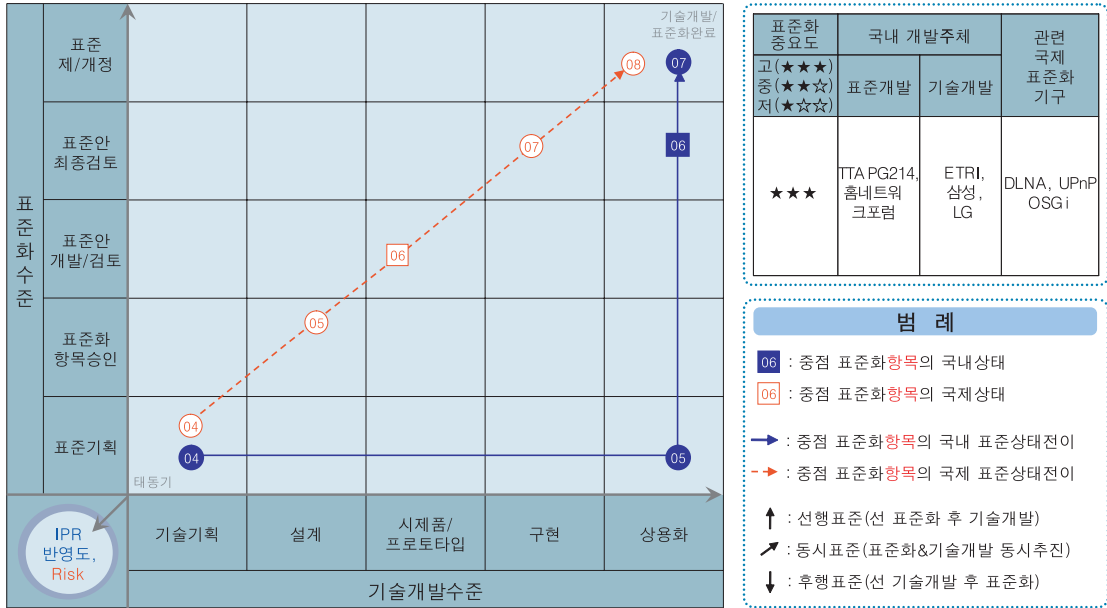 표준화수준
표준
제/개정
표준안
최종검토
표준안
개발/검토
표준화
항목승인
표준기획
기술개발/
표준화완료
08
07
07
06
06
05
04
04
05
태동기
IPR
반영도,
Risk
기술기획
설계
시제품/
프로토타입
구현
상용화
기술개발수준
표준화
중요도
고(★★★)
중(★★☆)
저(★☆☆)
국내 개발주체
표준개발
기술개발
관련
국제
표준화
기구
★★★
TTA PG214,
홈네트워
크포럼
ETRI,
삼성,
LG
DLNA, UPnP
OSGi
범 례
06 : 중점 표준화항목의 국내상태
06 : 중점 표준화항목의 국제상태
: 중점 표준화항목의 국내 표준상태전이
: 중점 표준화항목의 국제 표준상태전이
: 선행표준(선 표준화 후 기술개발)
: 동시표준(표준화&기술개발 동시추진)
: 후행표준(선 기술개발 후 표준화)